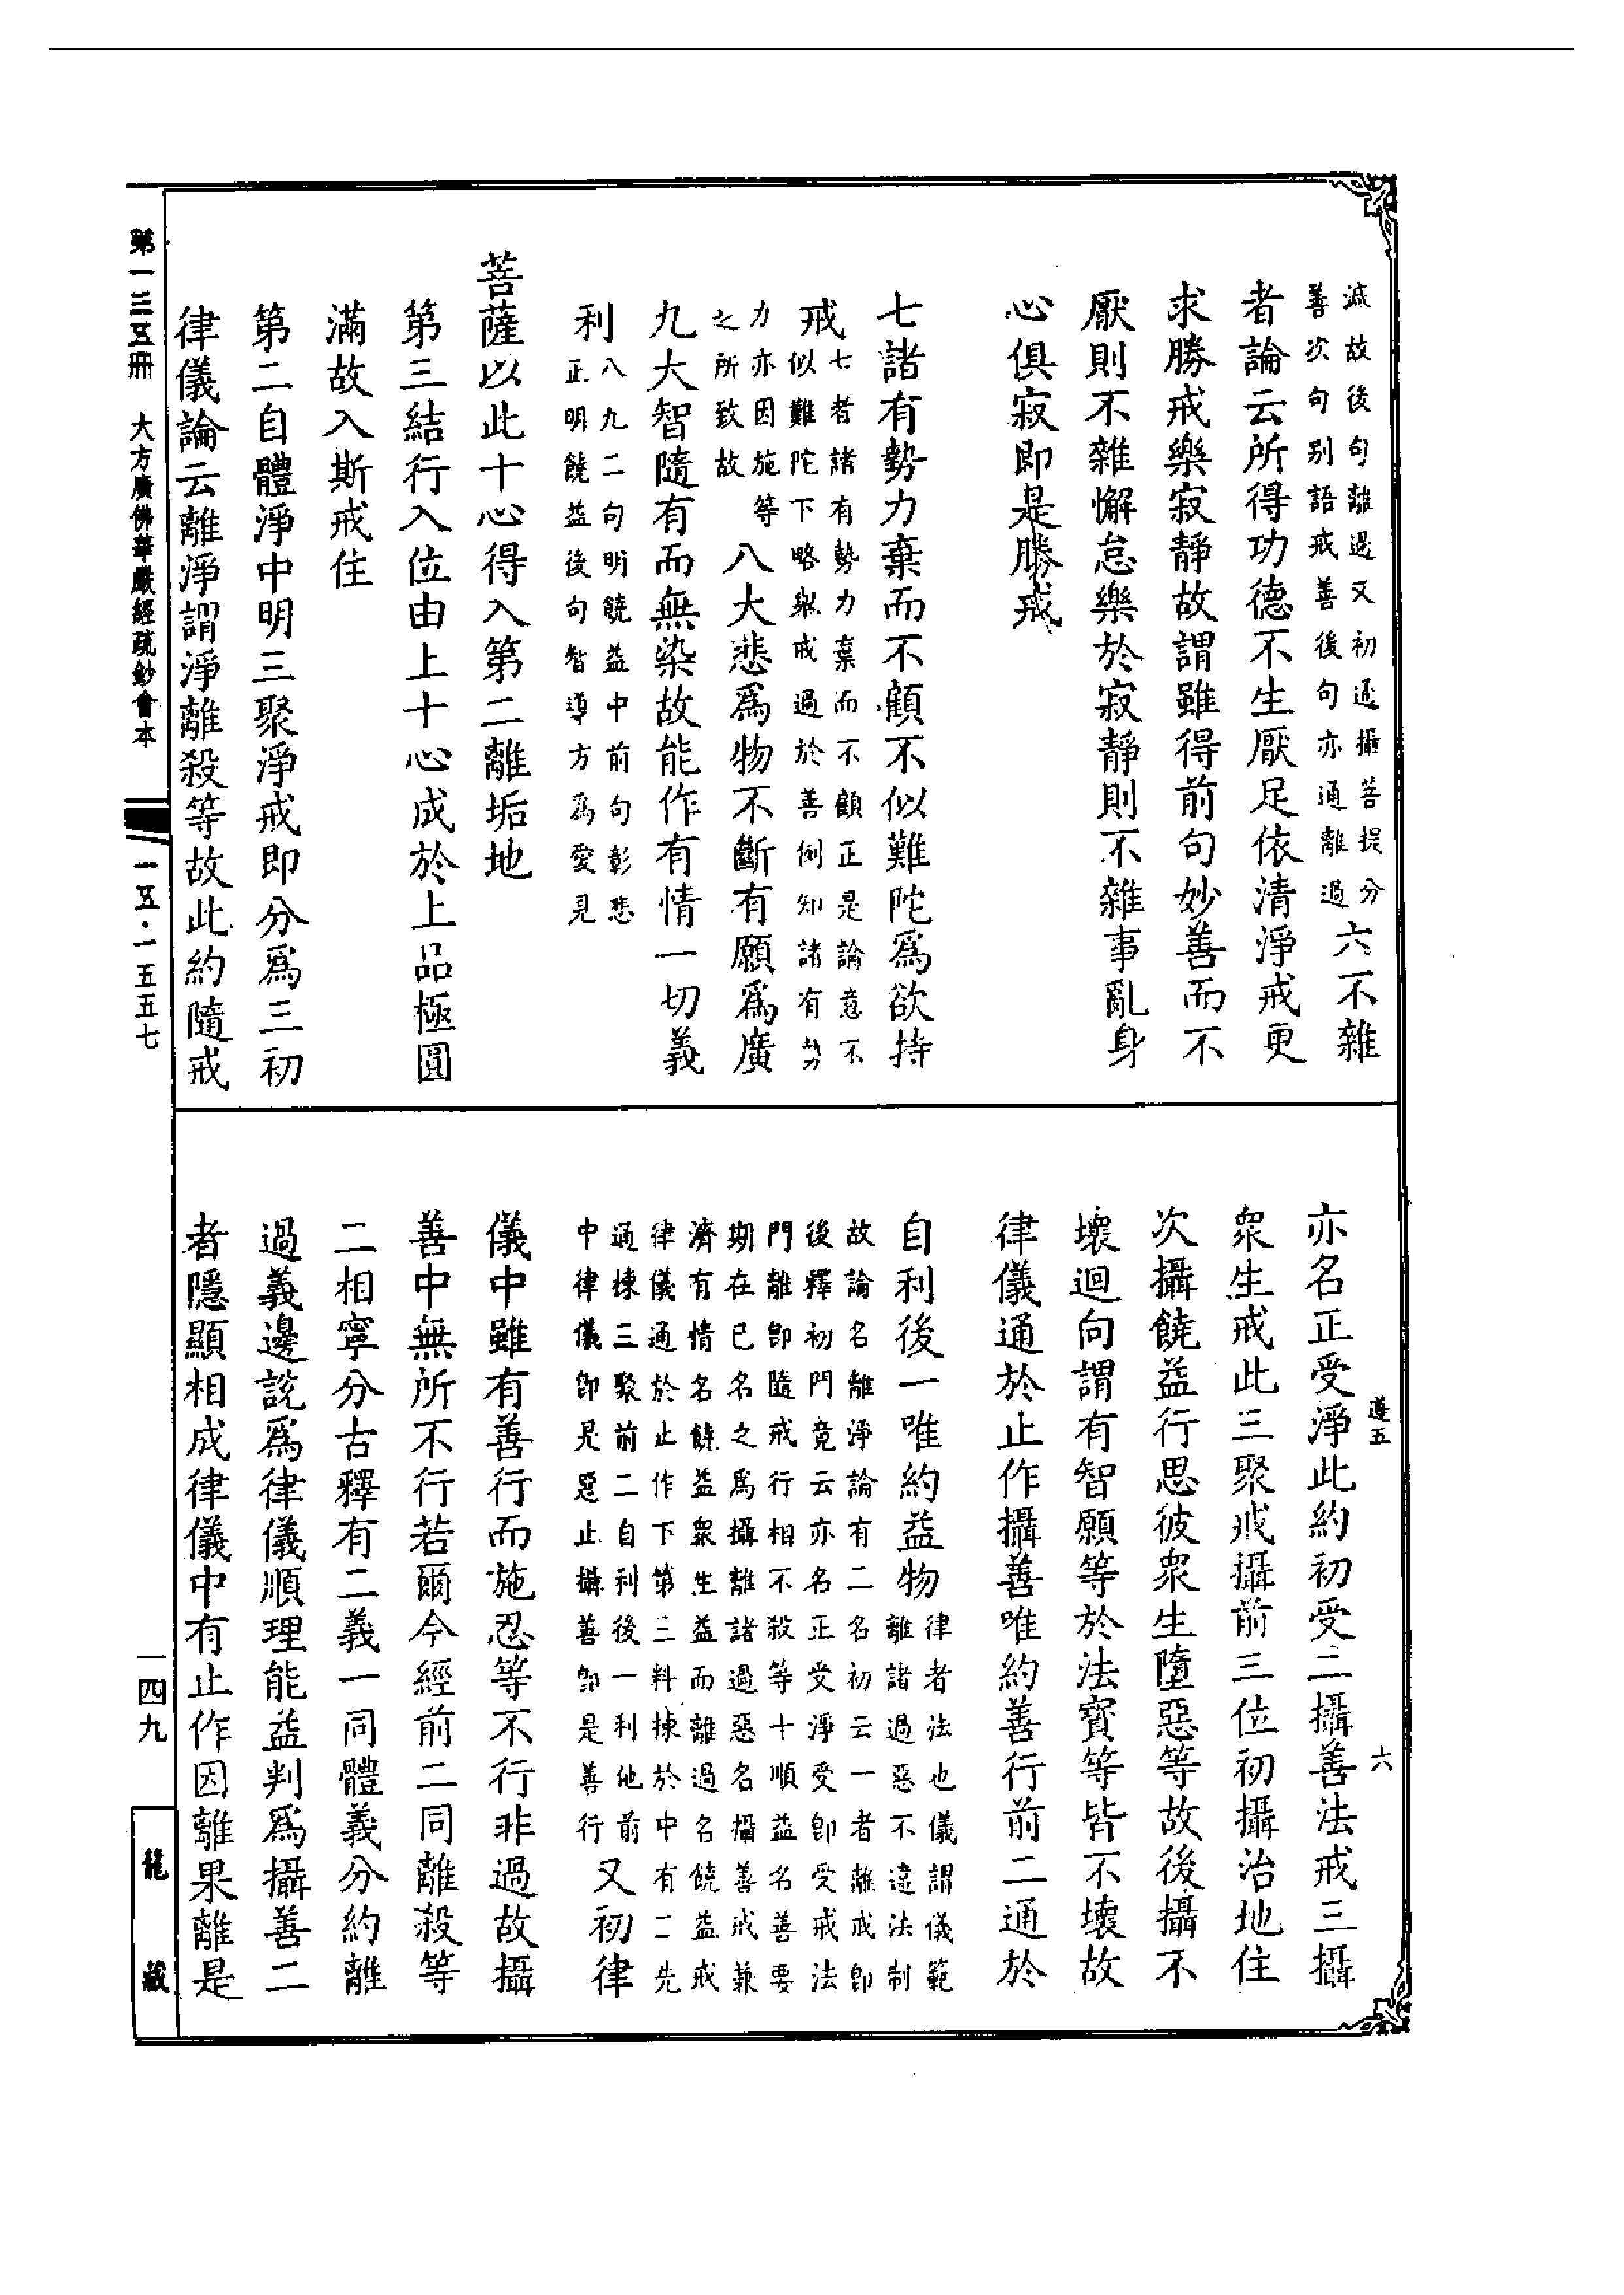 滅故後句離過又初通攝菩提分
善次句別語戒善後句亦通離過六不雜
者論云所得功德不生厭足依清淨戒更
求勝戒樂寂靜故謂雖得前句妙善而不
厭則不雜懈怠樂於寂靜則不雜事亂身
心俱寂即是勝戒
七諸有勢力棄而不顧不似難陀爲欲持
戒七者諸有勢力棄而不顧正是論意不
似難陀下略舉戒過於善例知諸有勢
力亦因施等
之所致故八大悲爲物不斷有願爲廣
九大智隨有而無染故能作有情一切義
利八九二句明饒益中前句彰悲
正明饒益後句智導方爲愛見
菩薩以此十心得入第二離垢地
第三結行入位由上十心成於上品極圓
滿故入斯戒住
第二自體淨中明三聚淨戒即分爲三初
律儀論云離淨謂淨離殺等故此約隨戒
第一三五冊 大方廣佛華嚴經疏鈔會本 一五·一五五七
亦名正受淨此約初受二攝善法戒三攝
衆生戒此三聚戒攝前三位初攝治地住
次攝饒益行思彼衆生墮惡等故後攝不
壞迴向謂有智願等於法寶等皆不壞故
律儀通於止作攝善唯約善行前二通於
自利後一唯約益物律者法也儀謂儀範
離諸過惡不違法制
故論名離淨論有二名初云一者離戒即
後釋初門竟云亦名正受淨受即受戒法
門離即隨戒行相不殺等十順益名善要
期在已名之爲攝離諸過惡名攝善戒兼
濟有情名饒益衆生益而離過名饒益戒
律儀通於止作下第三料揀於中有二先
通揀三聚前二自利後一利他前
中律儀即是惡止攝善即是善行又初律
儀中雖有善行而施忍等不行非過故攝
善中無所不行若爾今經前二同離殺等
二相寧分古釋有二義一同體義分約離
過義邊說爲律儀順理能益判爲攝善二
者隱顯相成律儀中有止作因離果離是
遵五
六
一四九
龍藏